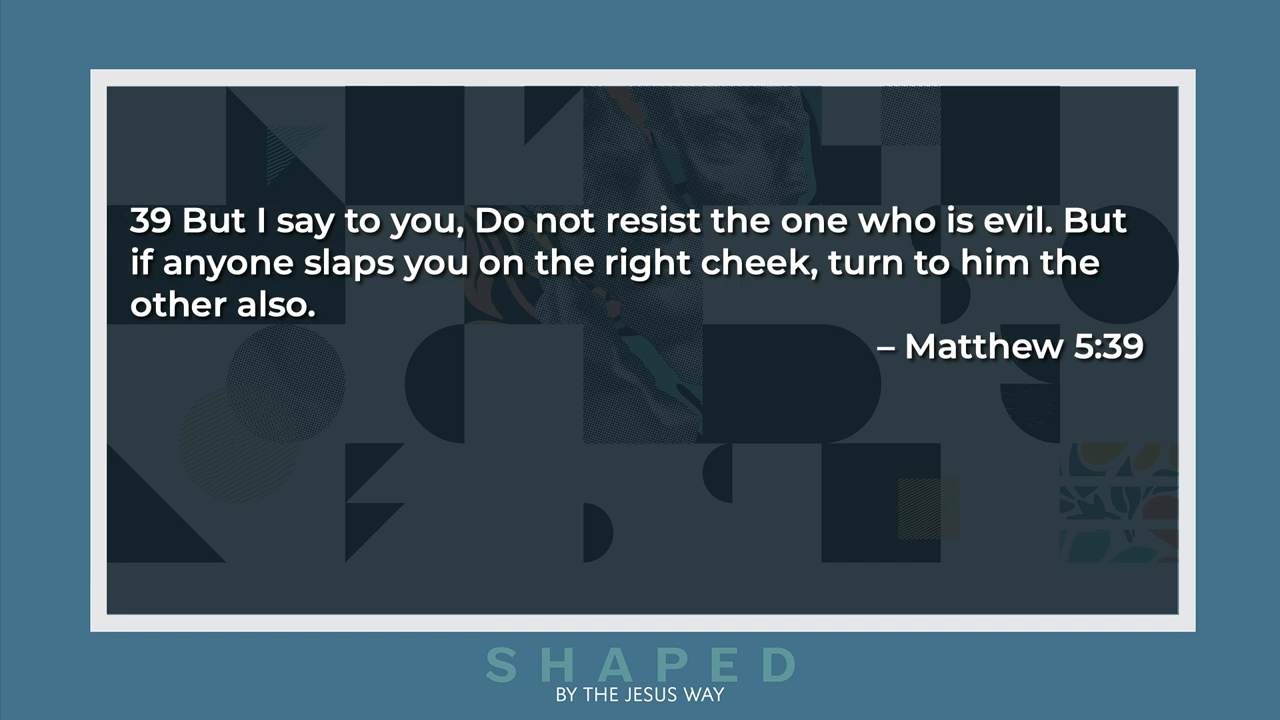 39 But I say to you, Do not resist the one who is evil. But
if anyone slaps you on the right cheek, turn to him the
other also.
– Matthew 5:39
SHAPED
BY THE JESUS WAY